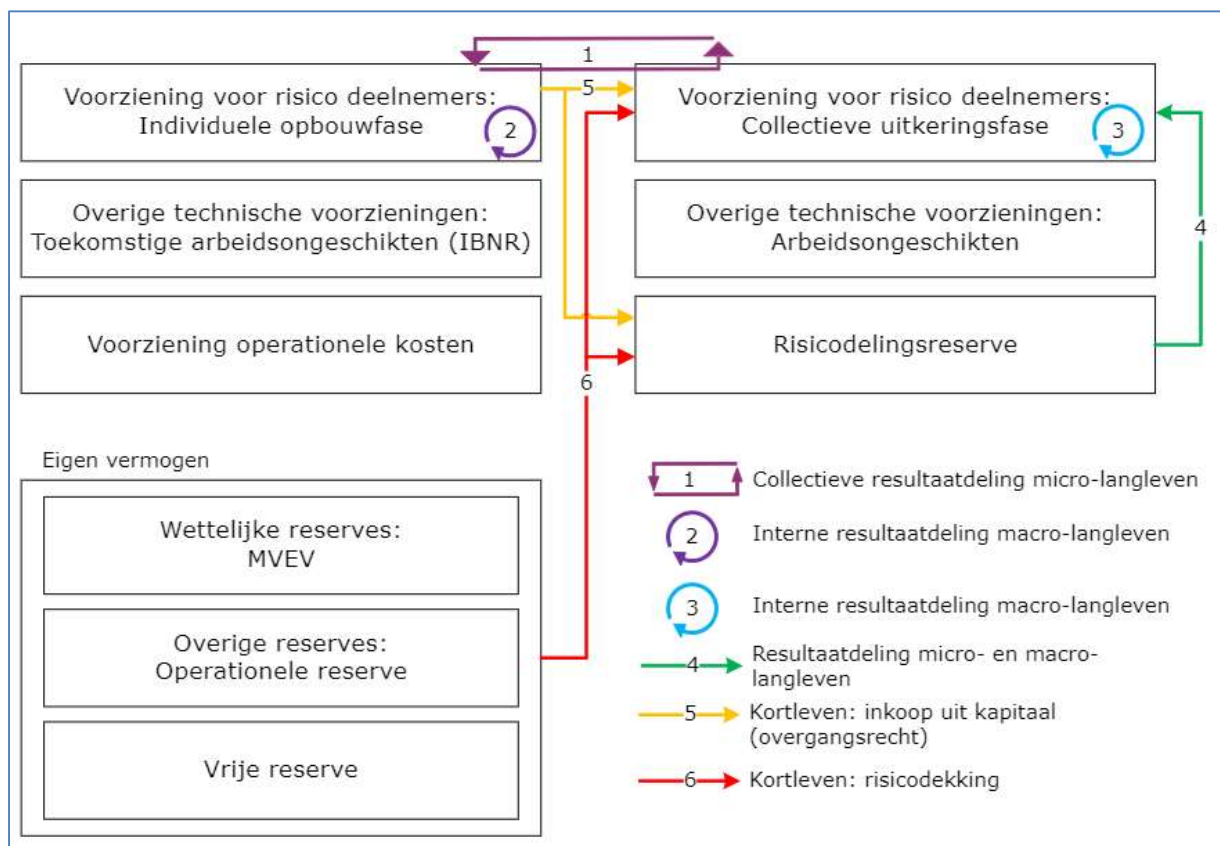 1
Voorziening voor risico deelnemers:
Individuele opbouwfase
2
5
Voorziening voor risico deelnemers:
Collectieve uitkeringsfase
3
Overige technische voorzieningen:
Toekomstige arbeidsongeschikten (IBNR)
Overige technische voorzieningen:
Arbeidsongeschikten
4
Voorziening operationele kosten
Risicodelingsreserve
6
Eigen vermogen
Wettelijke reserves:
MVEV
Overige reserves:
Operationele reserve
Vrije reserve
1 Collectieve resultaatdeling micro-langleven
2 Interne resultaatdeling macro-langleven
3 Interne resultaatdeling macro-langleven
4 Resultaatdeling micro- en macro-
langleven
5 Kortleven: inkoop uit kapitaal
(overgangsrecht)
6 Kortleven: risicodekking